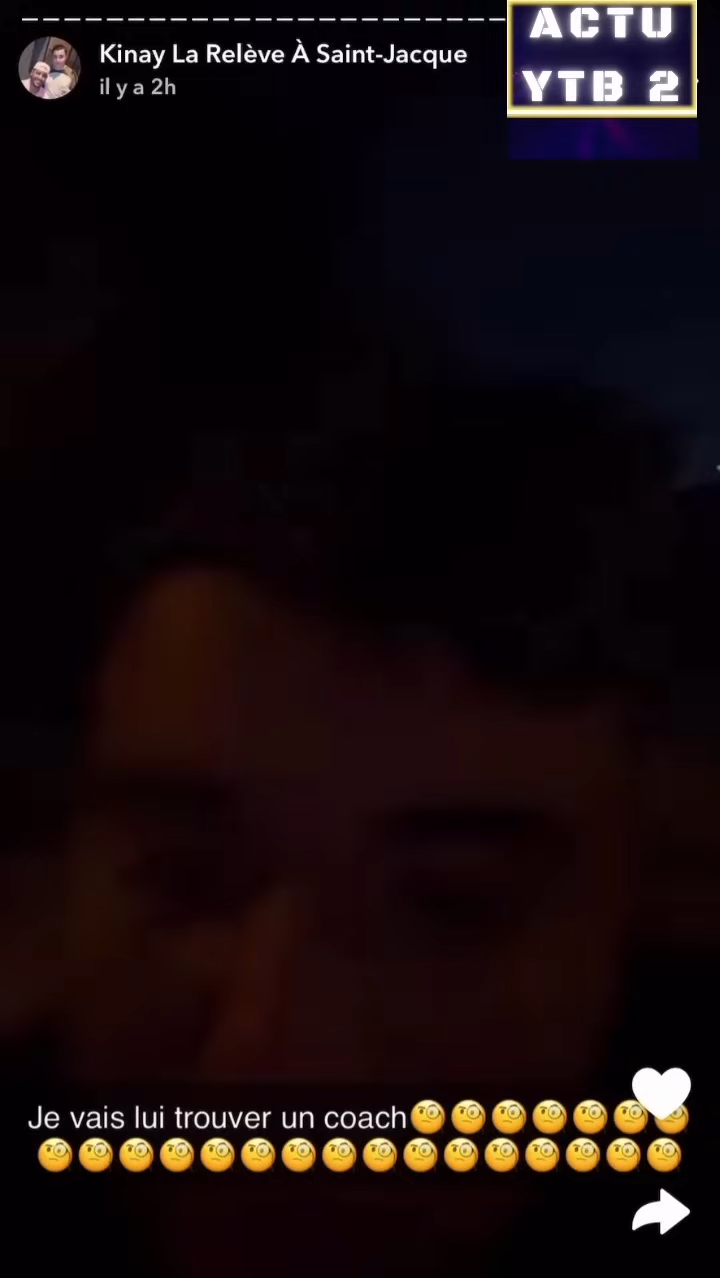 Kinay La Relève À Saint-Jacque
il y a 2h
ACTU
YTB 2
Je vais lui trouver un coach🧐🧐🧐🧐🧐🧐🧐
🧐🧐🧐🧐🧐🧐🧐🧐🧐🧐🧐🧐🧐🧐🧐🧐